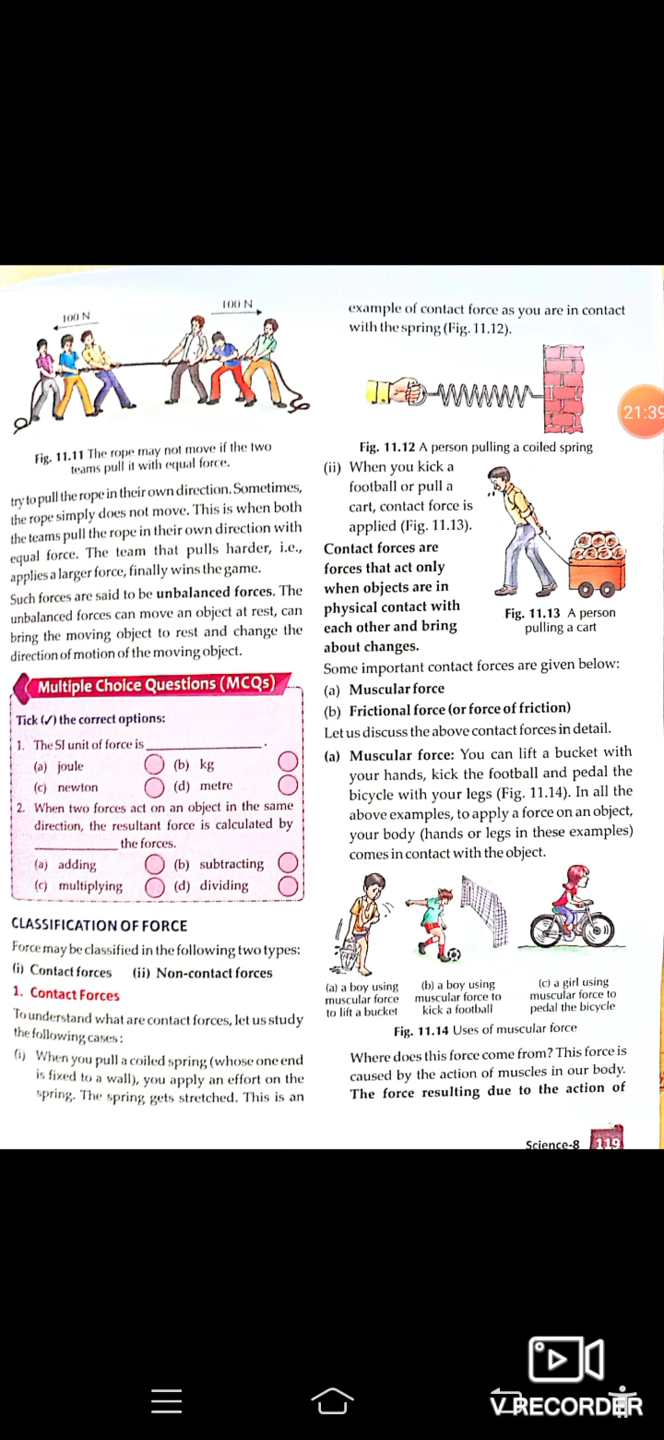 100 N
100 N
Fig. 11.11 The rope may not move if the two
teams pull it with equal force.
try to pull the rope in their own direction. Sometimes,
the rope simply does not move. This is when both
the teams pull the rope in their own direction with
equal force. The team that pulls harder, i.e.,
applies a larger force, finally wins the game.
Such forces are said to be unbalanced forces. The
unbalanced forces can move an object at rest, can
bring the moving object to rest and change the
direction of motion of the moving object.
Multiple Choice Questions (MCQs)
Tick (✓) the correct options:
1. The SI unit of force is ____________.
(a) joule (b) kg
(c) newton (d) metre
2. When two forces act on an object in the same
direction, the resultant force is calculated by
____________ the forces.
(a) adding (b) subtracting
(c) multiplying (d) dividing
CLASSIFICATION OF FORCE
Force may be classified in the following two types:
(i) Contact forces (ii) Non-contact forces
1. Contact Forces
To understand what are contact forces, let us study
the following cases :
(i) When you pull a coiled spring (whose one end
is fixed to a wall), you apply an effort on the
spring. The spring gets stretched. This is an
example of contact force as you are in contact
with the spring (Fig. 11.12).
21:39
Fig. 11.12 A person pulling a coiled spring
(ii) When you kick a
football or pull a
cart, contact force is
applied (Fig. 11.13).
Contact forces are
forces that act only
when objects are in
physical contact with
each other and bring
about changes.
Fig. 11.13 A person
pulling a cart
Some important contact forces are given below:
(a) Muscular force
(b) Frictional force (or force of friction)
Let us discuss the above contact forces in detail.
(a) Muscular force: You can lift a bucket with
your hands, kick the football and pedal the
bicycle with your legs (Fig. 11.14). In all the
above examples, to apply a force on an object,
your body (hands or legs in these examples)
comes in contact with the object.
(a) a boy using
muscular force
to lift a bucket
(b) a boy using
muscular force to
kick a football
(c) a girl using
muscular force to
pedal the bicycle
Fig. 11.14 Uses of muscular force
Where does this force come from? This force is
caused by the action of muscles in our body.
The force resulting due to the action of
Science-8 119
V RECORDER